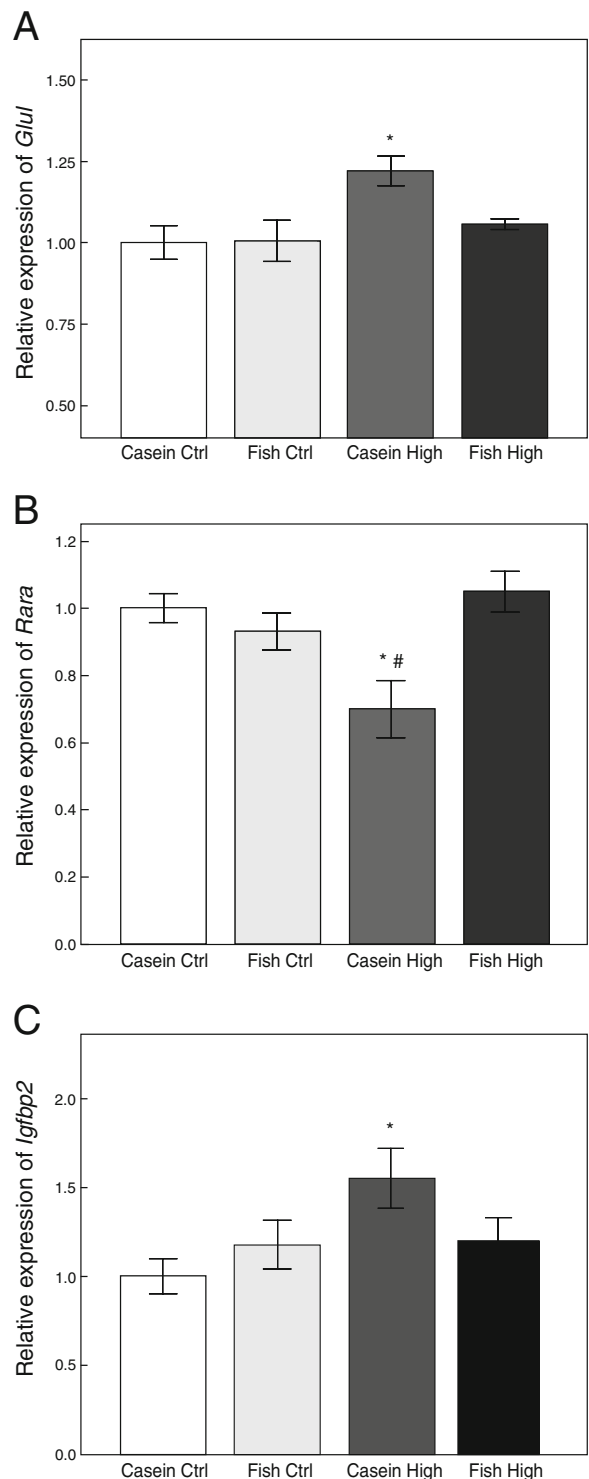 A
Relative expression of Glul
1.50
1.25
1.00
0.75
0.50
*
Casein Ctrl Fish Ctrl Casein High Fish High
B
Relative expression of Rara
1.2
1.0
0.8
0.6
0.4
0.2
0.0
* #
Casein Ctrl Fish Ctrl Casein High Fish High
C
Relative expression of Igfbp2
2.0
1.5
1.0
0.5
0.0
*
Casein Ctrl Fish Ctrl Casein High Fish High